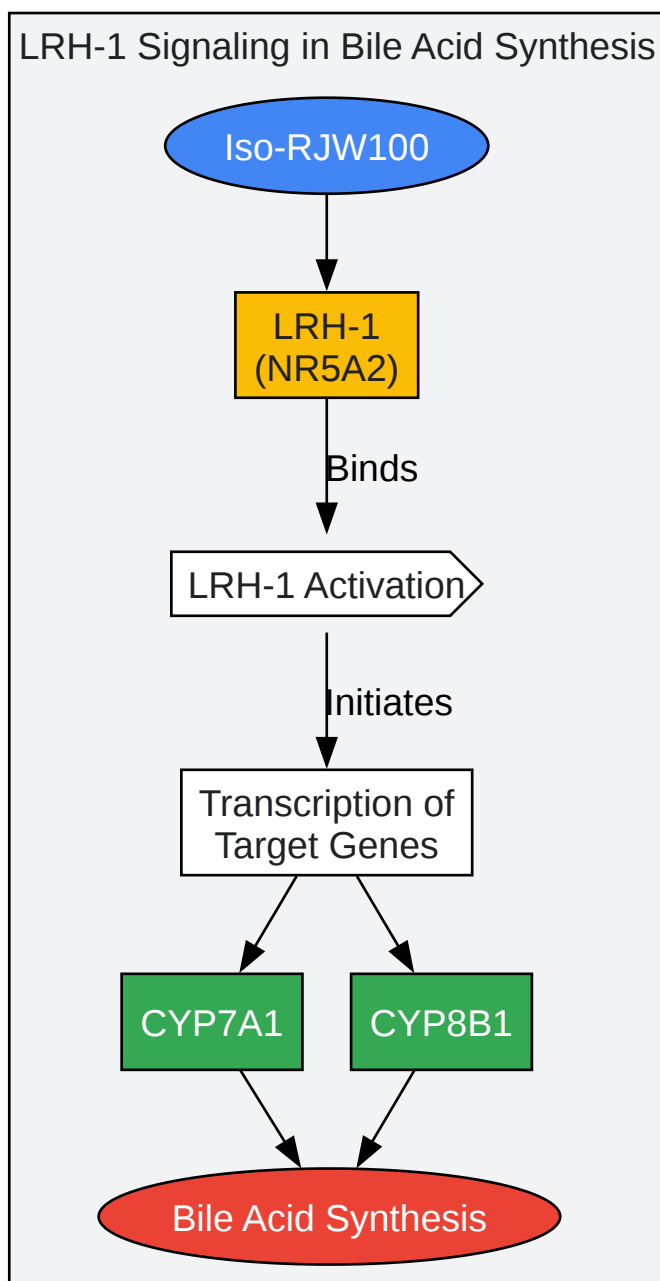 LRH-1 Signaling in Bile Acid Synthesis
Iso-RJW100
LRH-1
(NR5A2)
Binds
LRH-1 Activation
Initiates
Transcription of
Target Genes
CYP7A1
CYP8B1
Bile Acid Synthesis